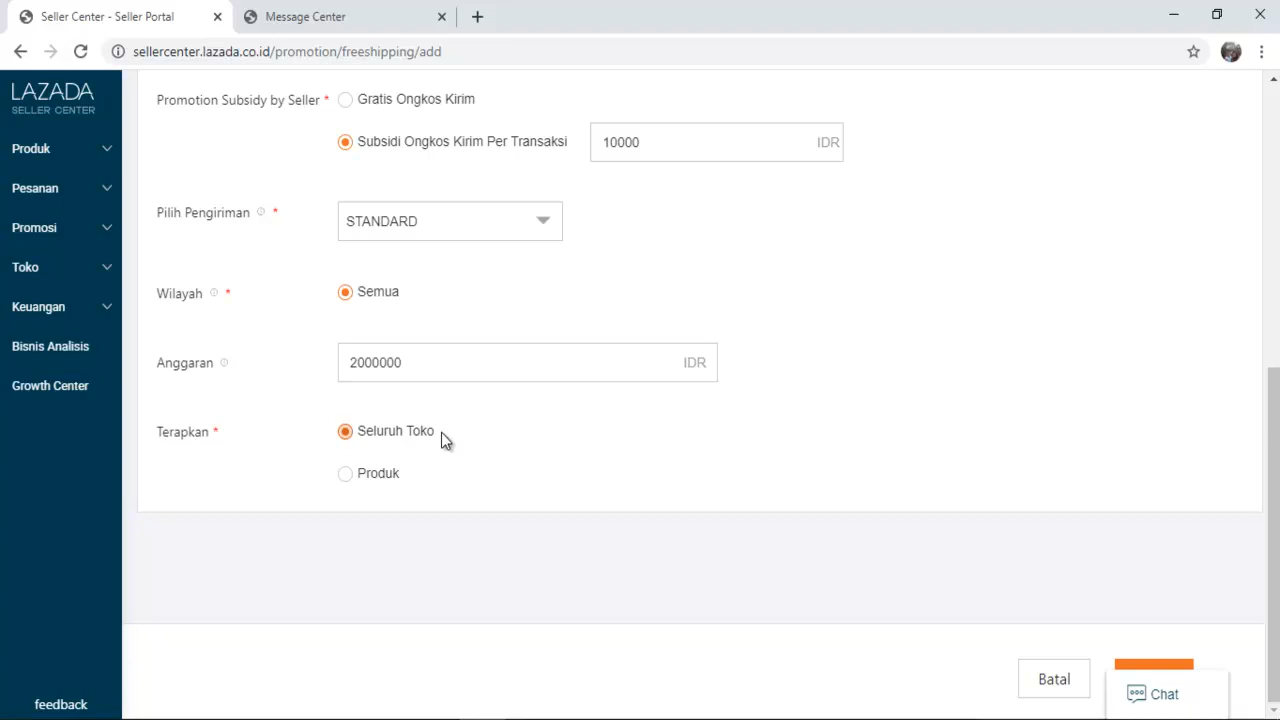 Seller Center - Seller Portal
Message Center
sellercenter.lazada.co.id/promotion/freeshipping/add
LAZADA
SELLER CENTER
Produk
Pesanan
Promosi
Toko
Keuangan
Bisnis Analisis
Growth Center
feedback
Promotion Subsidy by Seller *
Gratis Ongkos Kirim
Subsidi Ongkos Kirim Per Transaksi
10000 IDR
Pilih Pengiriman *
STANDARD
Wilayah *
Semua
Anggaran
2000000 IDR
Terapkan *
Seluruh Toko
Produk
Batal
Chat